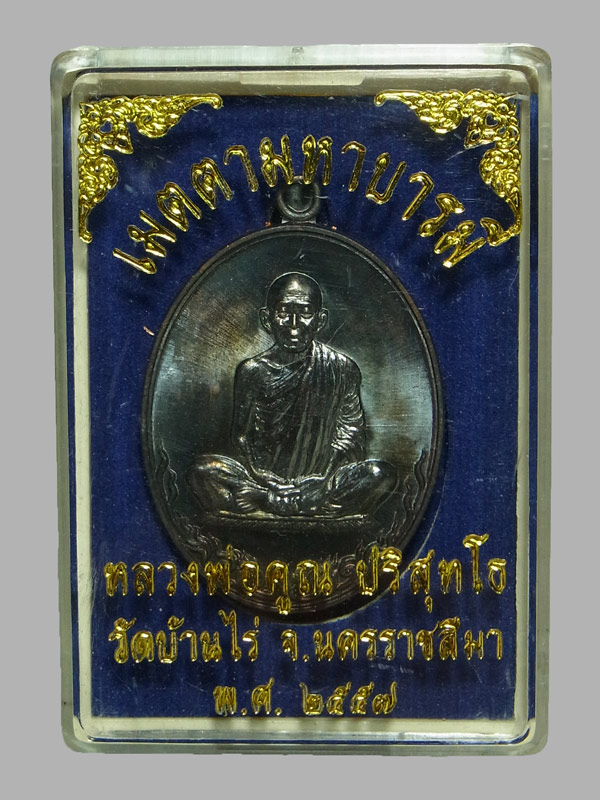 เมตตามหาบารมี
หลวงพ่อคูณ ปริสุทโธ
วัดบ้านไร่ จ.นครราชสีมา
พ.ศ. ๒๕๕๗